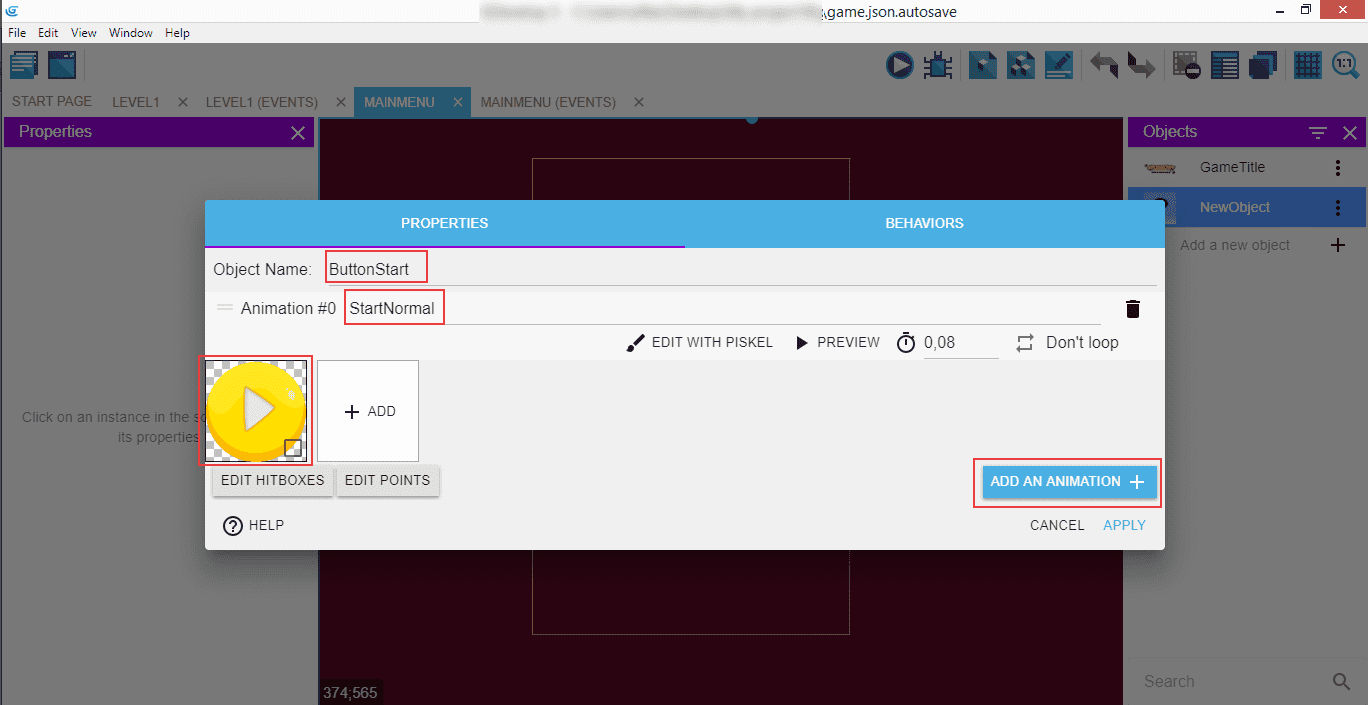 \game.json.autosave
File Edit View Window Help
1:1
START PAGE LEVEL1 LEVEL1 (EVENTS) MAINMENU MAINMENU (EVENTS)
Properties
Objects
GameTitle
NewObject
Add a new object
PROPERTIES BEHAVIORS
Object Name: ButtonStart
Animation #0 StartNormal
EDIT WITH PISKEL PREVIEW 0,08 Don't loop
Click on an instance in the
its properties
ADD
EDIT HITBOXES EDIT POINTS
ADD AN ANIMATION
HELP
CANCEL APPLY
374;565
Search